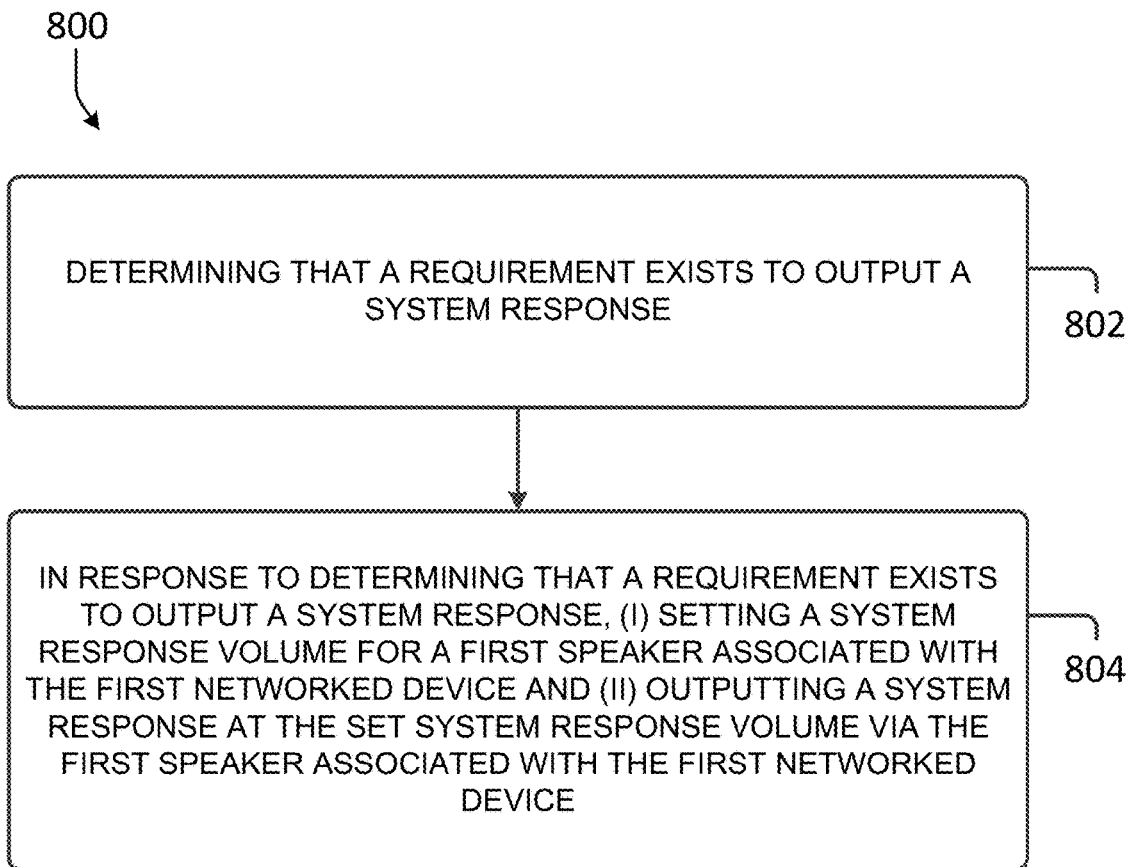 800
DETERMINING THAT A REQUIREMENT EXISTS TO OUTPUT A
SYSTEM RESPONSE
802
IN RESPONSE TO DETERMINING THAT A REQUIREMENT EXISTS
TO OUTPUT A SYSTEM RESPONSE, (I) SETTING A SYSTEM
RESPONSE VOLUME FOR A FIRST SPEAKER ASSOCIATED WITH
THE FIRST NETWORKED DEVICE AND (II) OUTPUTTING A SYSTEM
RESPONSE AT THE SET SYSTEM RESPONSE VOLUME VIA THE
FIRST SPEAKER ASSOCIATED WITH THE FIRST NETWORKED
DEVICE
804